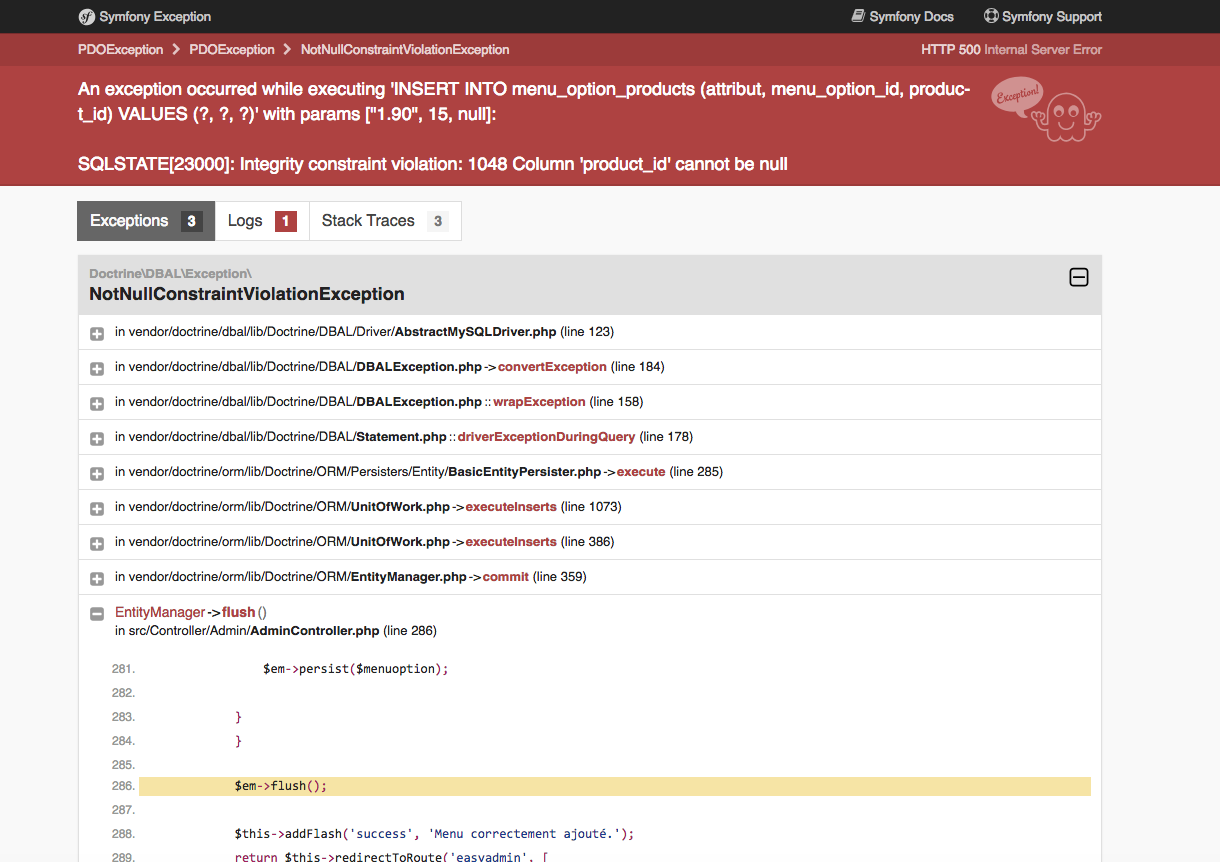 Symfony Exception
Symfony Docs
Symfony Support
PDOException > PDOException > NotNullConstraintViolationException
HTTP 500 Internal Server Error
An exception occurred while executing 'INSERT INTO menu_option_products (attribut, menu_option_id, produc-
t_id) VALUES (?, ?, ?)' with params ["1.90", 15, null]:
Exception!
SQLSTATE[23000]: Integrity constraint violation: 1048 Column 'product_id' cannot be null
Exceptions 3
Logs 1
Stack Traces 3
Doctrine\DBAL\Exception\
NotNullConstraintViolationException
in vendor/doctrine/dbal/lib/Doctrine/DBAL/Driver/AbstractMySQLDriver.php (line 123)
in vendor/doctrine/dbal/lib/Doctrine/DBAL/DBALException.php->convertException (line 184)
in vendor/doctrine/dbal/lib/Doctrine/DBAL/DBALException.php::wrapException (line 158)
in vendor/doctrine/dbal/lib/Doctrine/DBAL/Statement.php::driverExceptionDuringQuery (line 178)
in vendor/doctrine/orm/lib/Doctrine/ORM/Persisters/Entity/BasicEntityPersister.php->execute (line 285)
in vendor/doctrine/orm/lib/Doctrine/ORM/UnitOfWork.php->executeInserts (line 1073)
in vendor/doctrine/orm/lib/Doctrine/ORM/UnitOfWork.php->executeInserts (line 386)
in vendor/doctrine/orm/lib/Doctrine/ORM/EntityManager.php->commit (line 359)
EntityManager->flush()
in src/Controller/Admin/AdminController.php (line 286)
281. $em->persist($menuoption);
282.
283. }
284. }
285.
286. $em->flush();
287.
288. $this->addFlash('success', 'Menu correctement ajouté.');
289. return $this->redirectToRoute('easyadmin', [